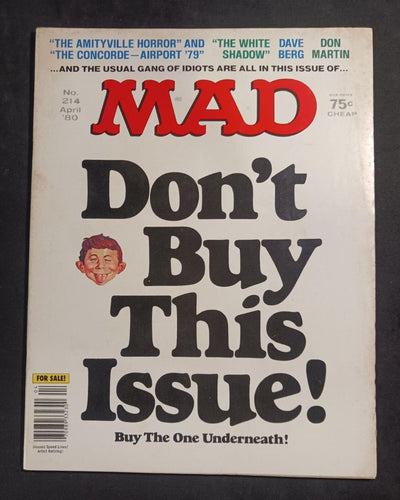 "THE AMITYVILLE HORROR" AND "THE WHITE DAVE DON
"THE CONCORDE—AIRPORT '79" SHADOW" BERG MARTIN
...AND THE USUAL GANG OF IDIOTS ARE ALL IN THIS ISSUE OF...
No.
214
April
'80
MAD
OUR PRICE
75¢
CHEAP
Don't
Buy
This
Issue!
FOR SALE!
Buy The One Underneath!